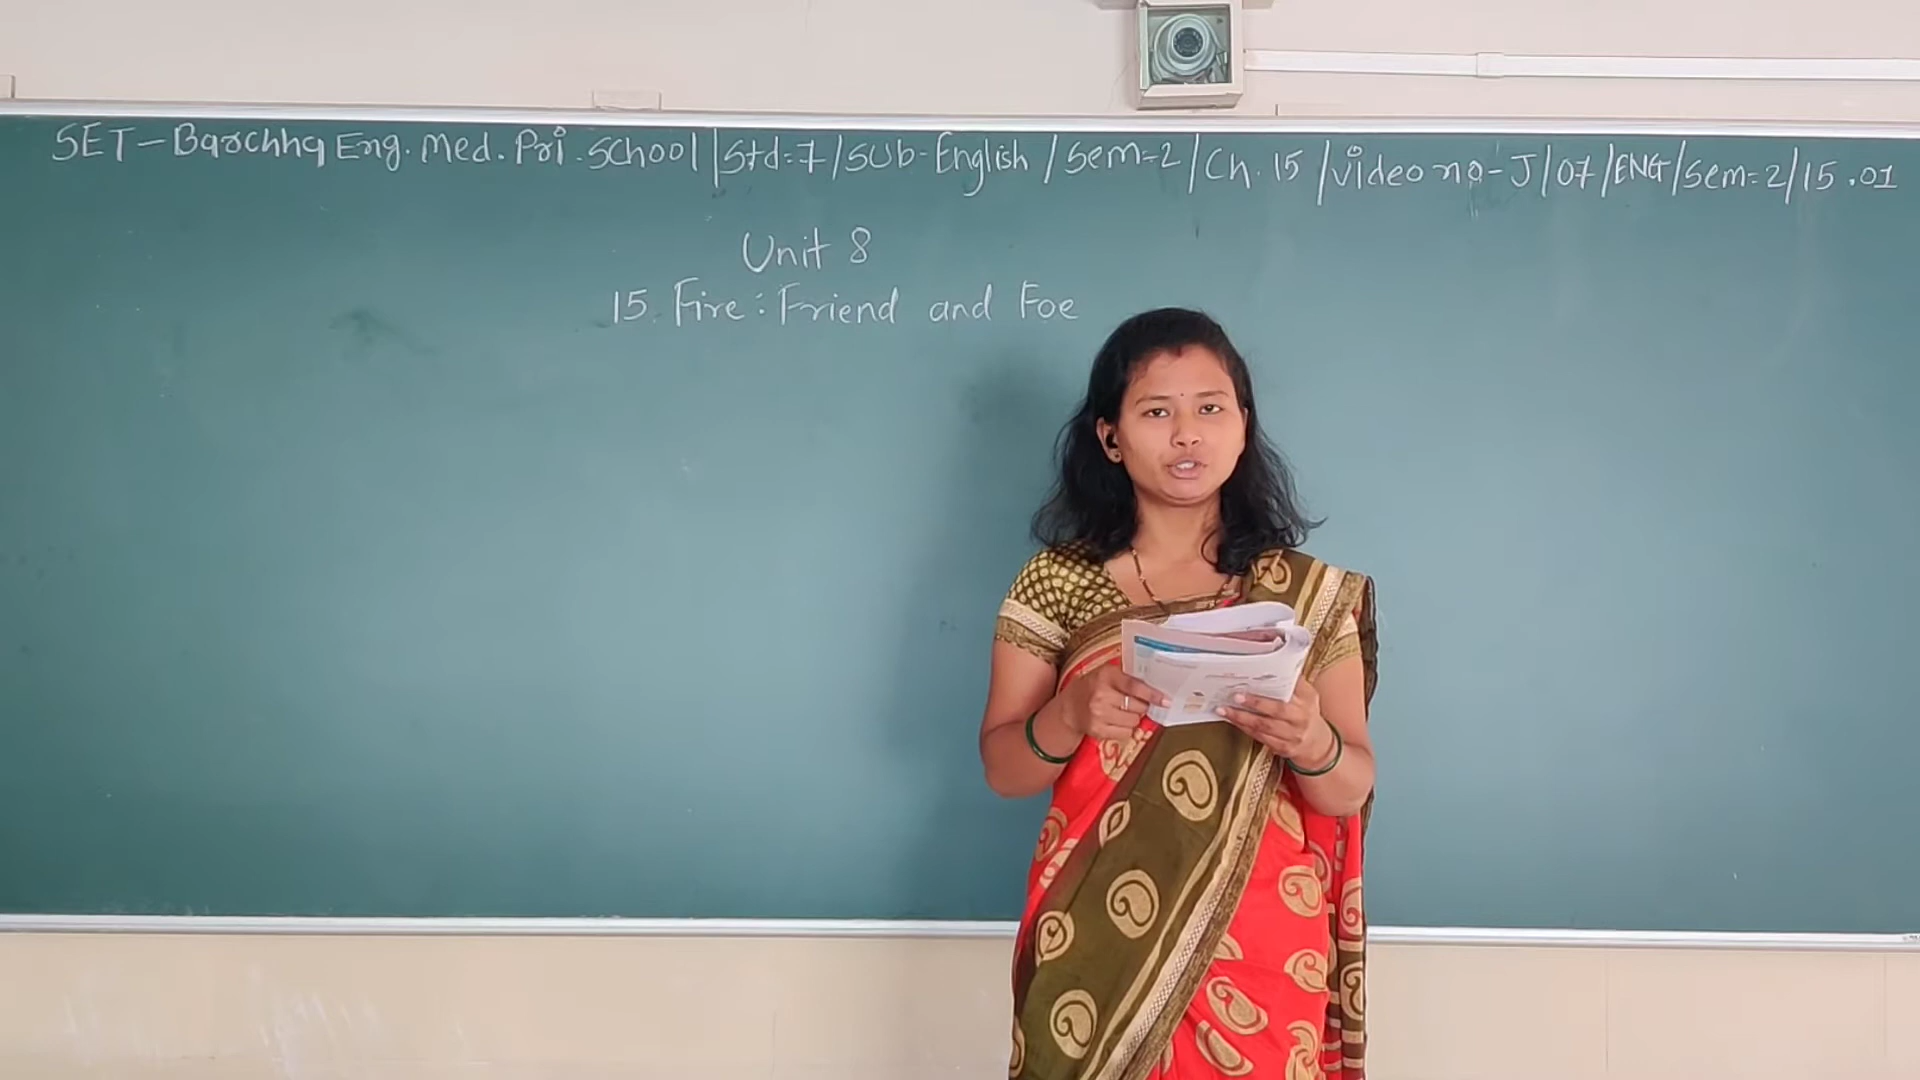 SET-Barchha Eng. Med. Pri. School | Std=7 / Sub-English / Sem=2 / Ch. 15 / Video no-J/07/ENG/Sem=2/15.01
Unit 8
15. Fire: Friend and Foe